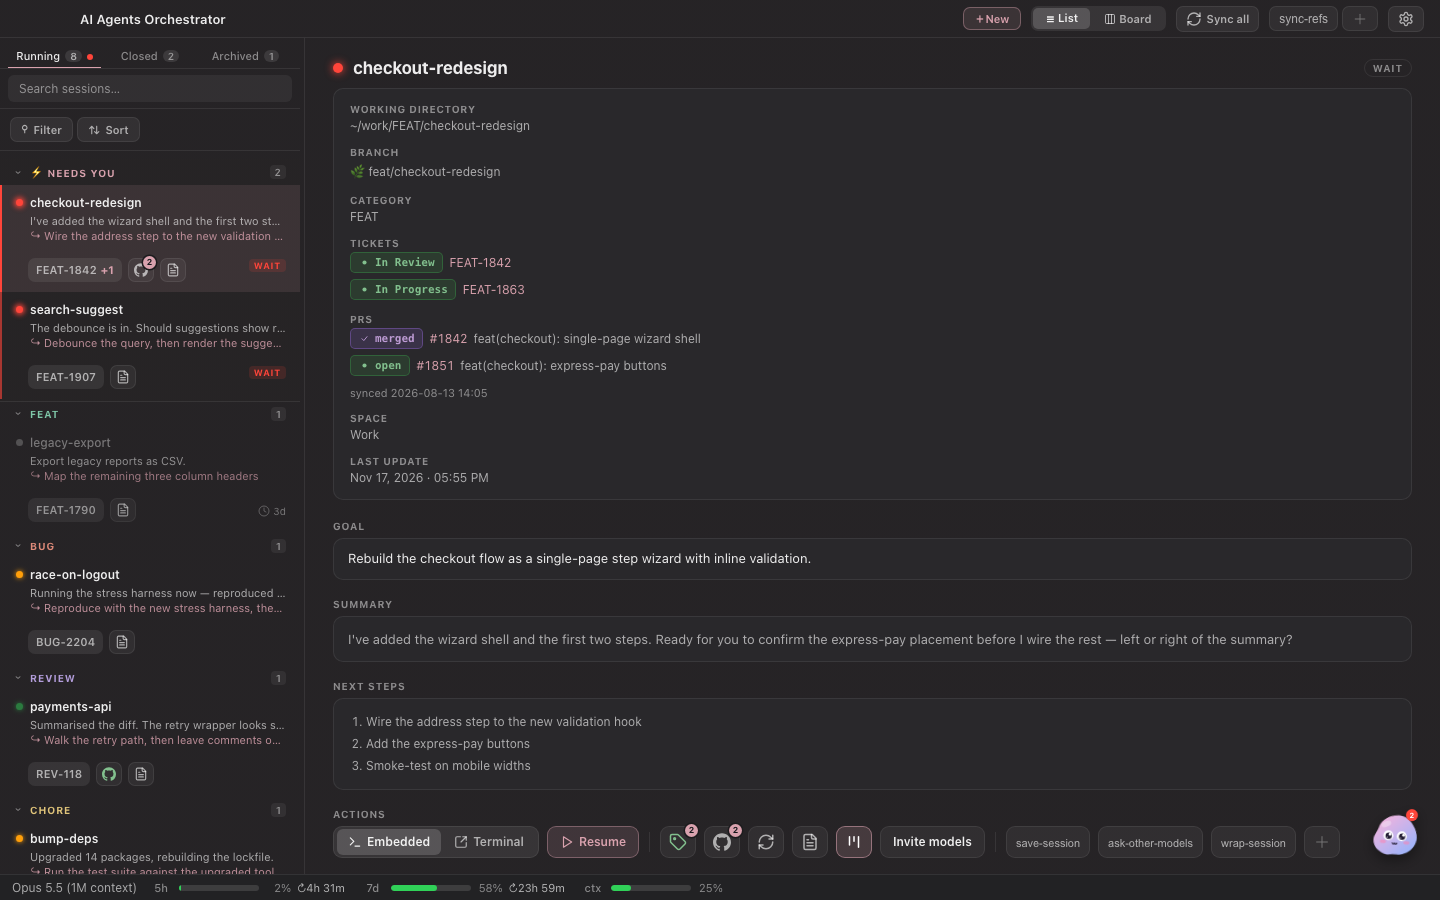 AI Agents Orchestrator
+ New
List
Board
Sync all
sync-refs
Running 8
Closed 2
Archived 1
Search sessions...
Filter
Sort
⚡ NEEDS YOU 2
checkout-redesign
I've added the wizard shell and the first two st...
↪ Wire the address step to the new validation ...
FEAT-1842 +1
2
WAIT
search-suggest
The debounce is in. Should suggestions show r...
↪ Debounce the query, then render the sugge...
FEAT-1907
WAIT
FEAT 1
legacy-export
Export legacy reports as CSV.
↪ Map the remaining three column headers
FEAT-1790
3d
BUG 1
race-on-logout
Running the stress harness now — reproduced ...
↪ Reproduce with the new stress harness, the...
BUG-2204
REVIEW 1
payments-api
Summarised the diff. The retry wrapper looks s...
↪ Walk the retry path, then leave comments o...
REV-118
CHORE 1
bump-deps
Upgraded 14 packages, rebuilding the lockfile.
↪ Run the test suite against the upgraded tool
checkout-redesign
WAIT
WORKING DIRECTORY
~/work/FEAT/checkout-redesign
BRANCH
🌿 feat/checkout-redesign
CATEGORY
FEAT
TICKETS
• In Review FEAT-1842
• In Progress FEAT-1863
PRS
✓ merged #1842 feat(checkout): single-page wizard shell
• open #1851 feat(checkout): express-pay buttons
synced 2026-08-13 14:05
SPACE
Work
LAST UPDATE
Nov 17, 2026 · 05:55 PM
GOAL
Rebuild the checkout flow as a single-page step wizard with inline validation.
SUMMARY
I've added the wizard shell and the first two steps. Ready for you to confirm the express-pay placement before I wire the rest — left or right of the summary?
NEXT STEPS
1. Wire the address step to the new validation hook
2. Add the express-pay buttons
3. Smoke-test on mobile widths
ACTIONS
Embedded
Terminal
Resume
2
2
Invite models
save-session
ask-other-models
wrap-session
2
Opus 5.5 (1M context) 5h 2% ↻4h 31m 7d 58% ↻23h 59m ctx 25%